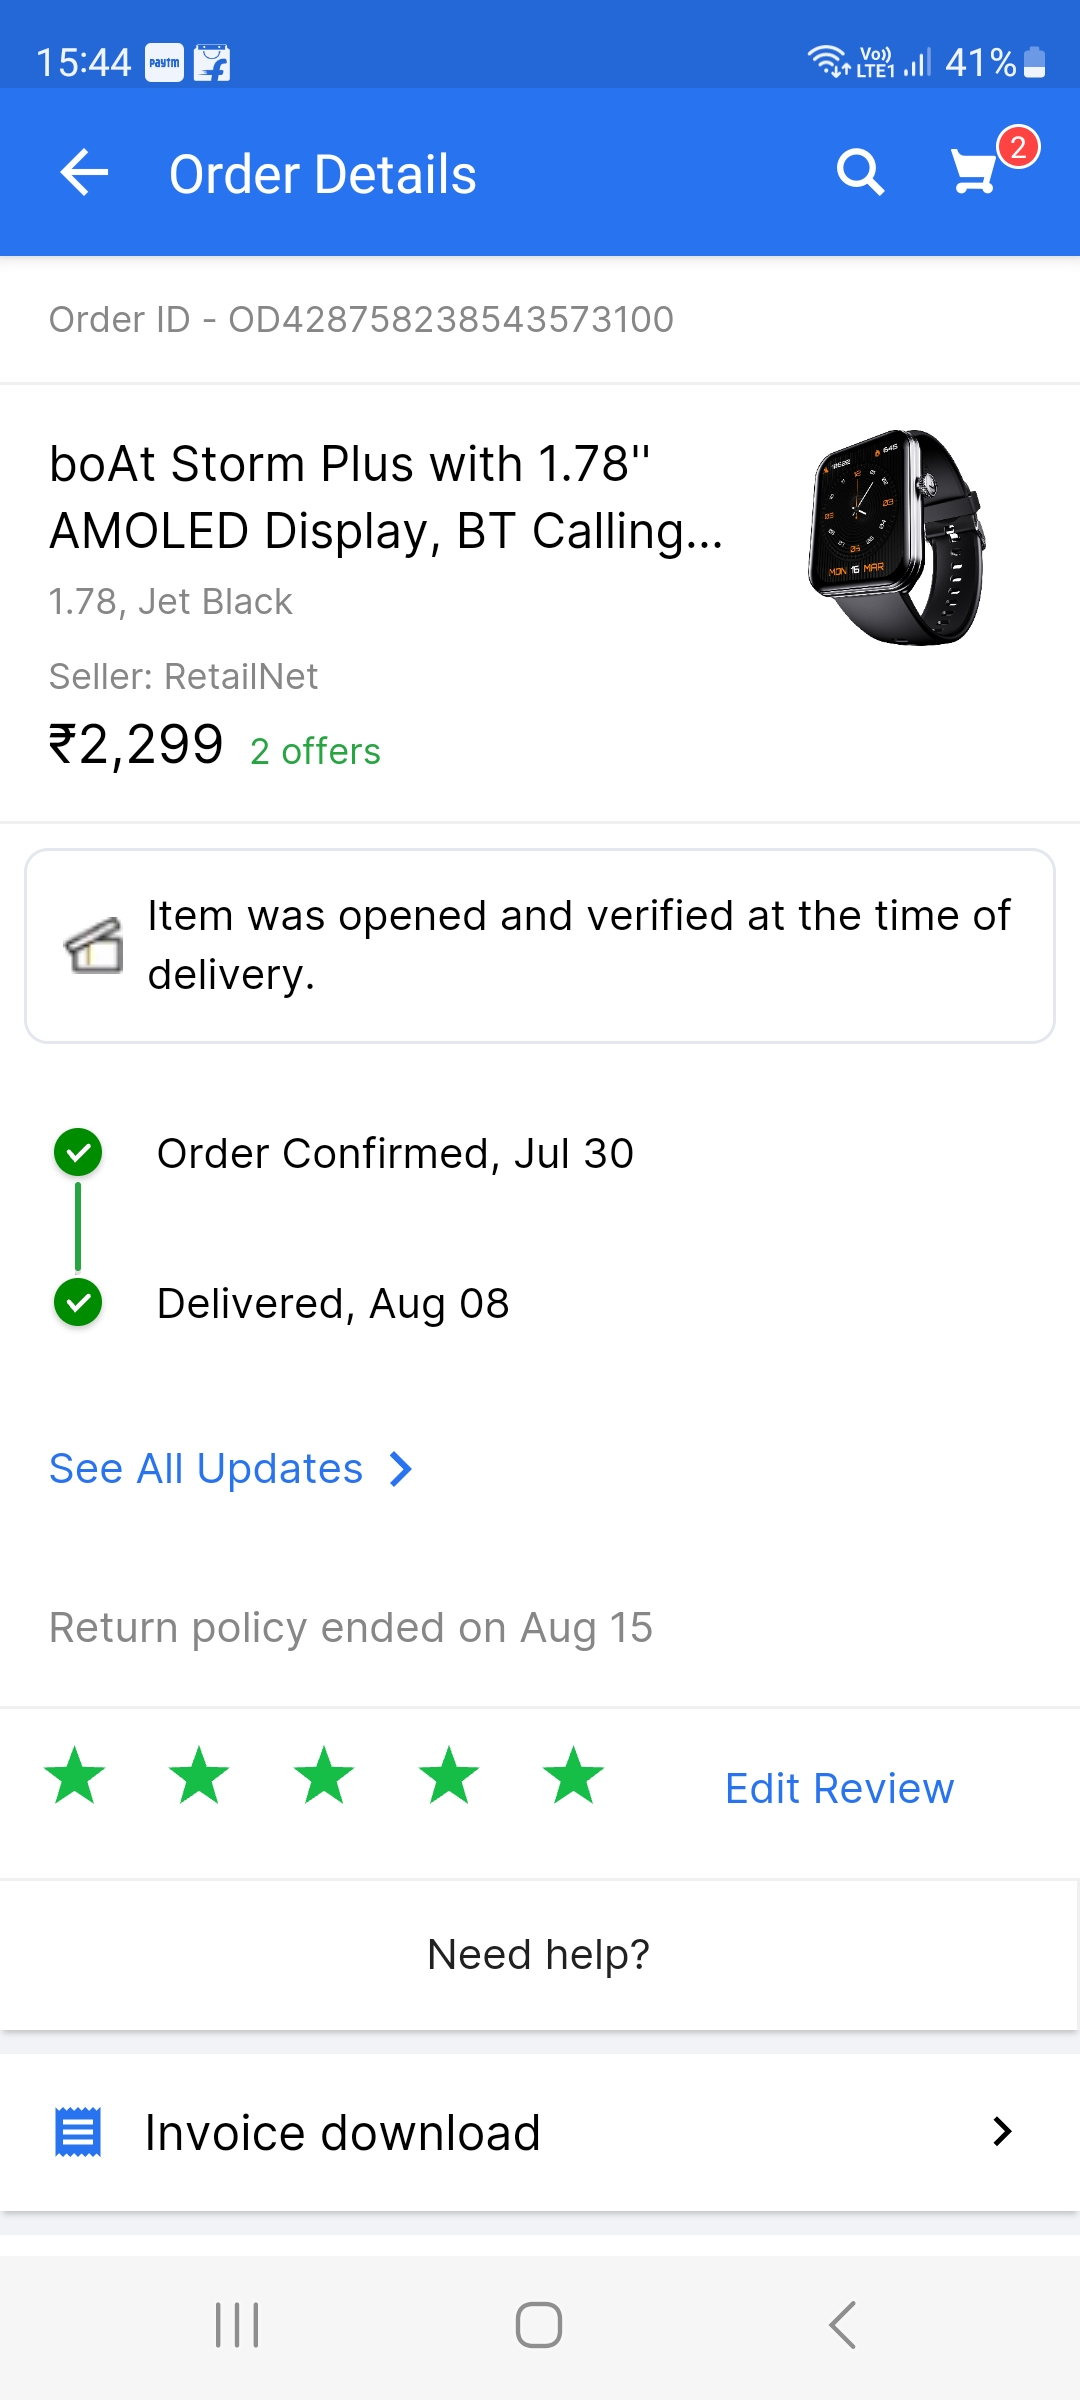 15:44 paytm Vo)) LTE1 41%
Order Details 2
Order ID - OD428758238543573100
boAt Storm Plus with 1.78"
AMOLED Display, BT Calling...
1.78, Jet Black
Seller: RetailNet
₹2,299 2 offers
MON 16 MAR
Item was opened and verified at the time of
delivery.
Order Confirmed, Jul 30
Delivered, Aug 08
See All Updates
Return policy ended on Aug 15
Edit Review
Need help?
Invoice download